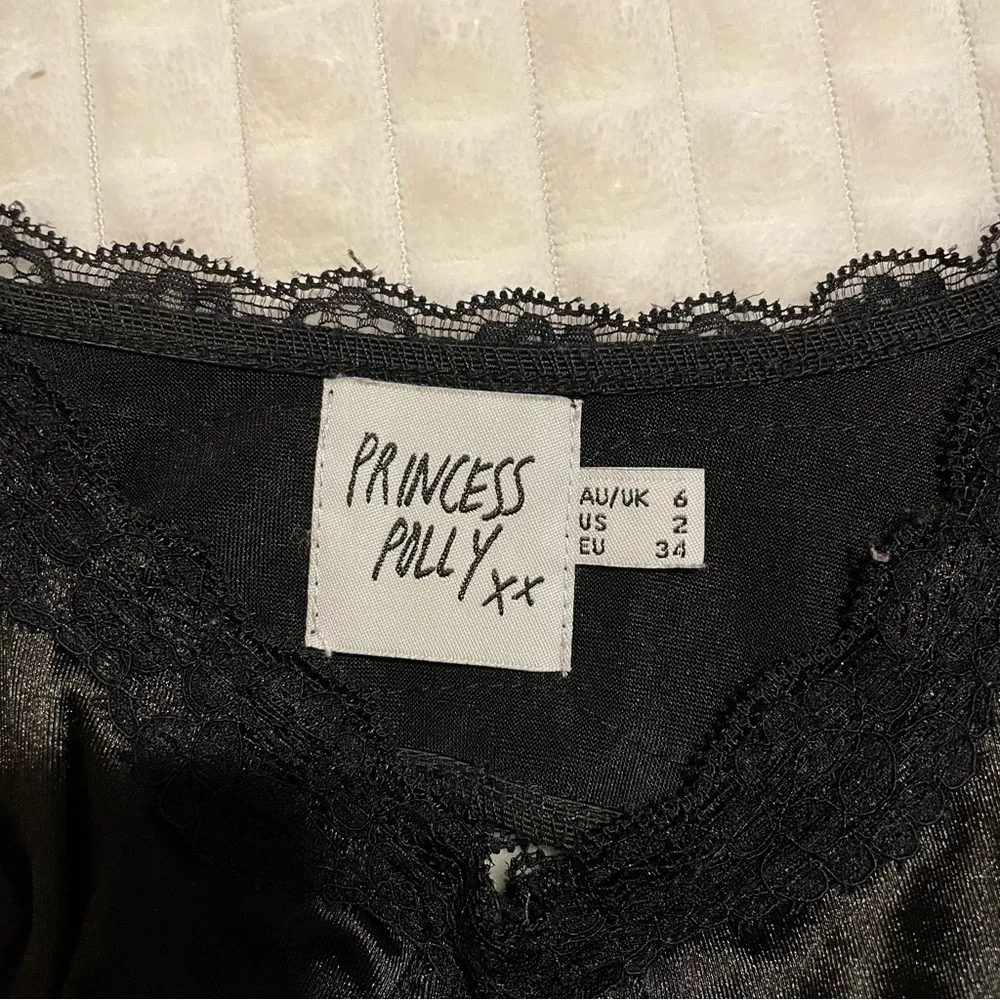 PRINCESS
POLLY xx
AU/UK 6
US 2
EU 34